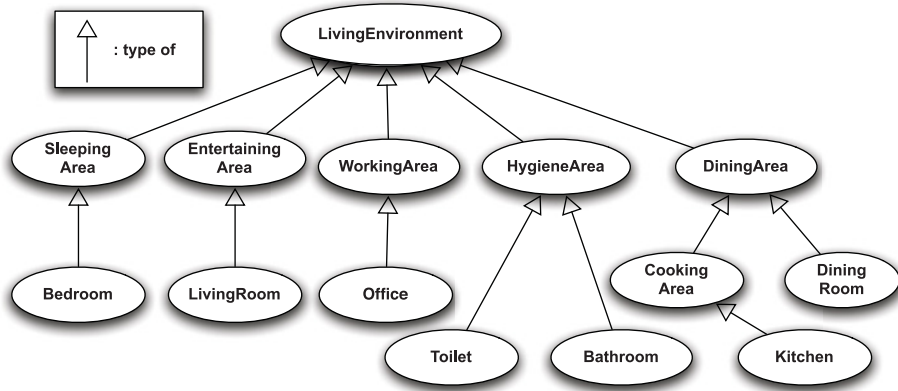 : type of
LivingEnvironment
Sleeping
Area
Entertaining
Area
WorkingArea
HygieneArea
DiningArea
Bedroom
LivingRoom
Office
Cooking
Area
Dining
Room
Toilet
Bathroom
Kitchen